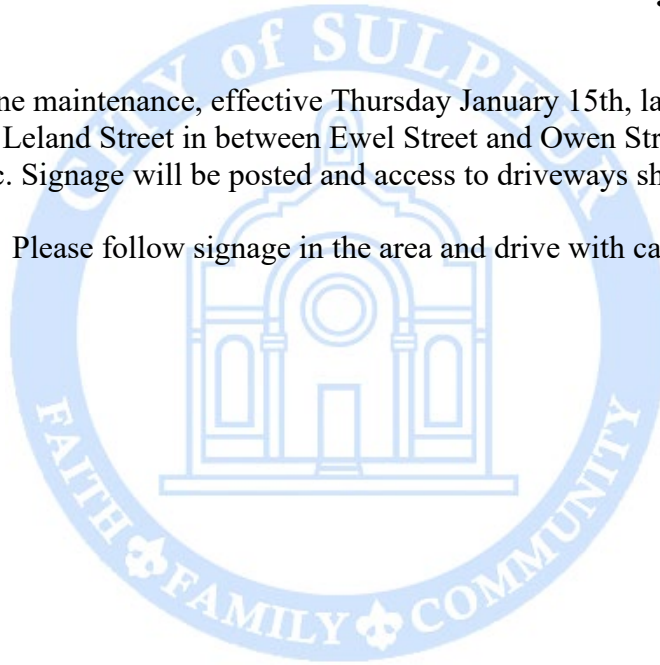 CITY of SULPHUR
ne maintenance, effective Thursday January 15th, la
Leland Street in between Ewel Street and Owen Str
c. Signage will be posted and access to driveways sh
Please follow signage in the area and drive with ca
FAITH FAMILY COMMUNITY